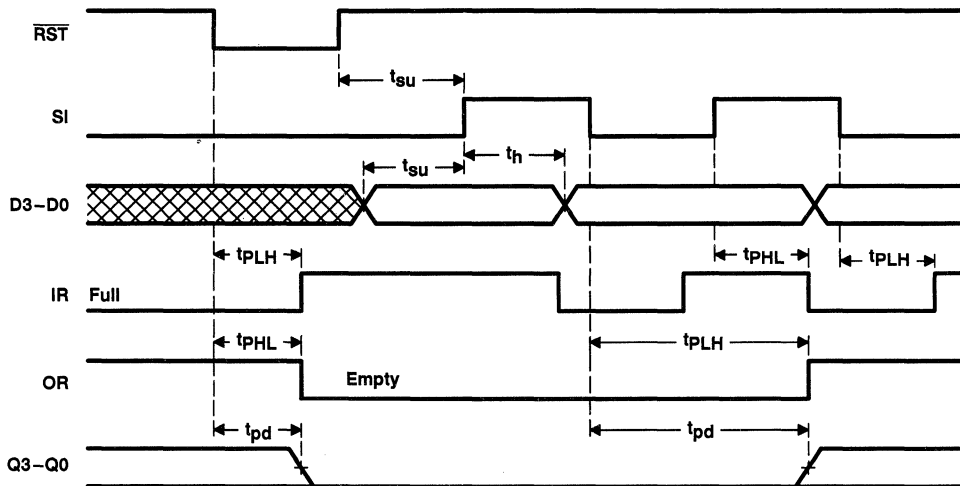 RST
tsu
SI
tsu
th
D3–D0
tPLH
tPHL
tPLH
IR
Full
tPHL
tPLH
OR
Empty
tpd
tpd
Q3–Q0